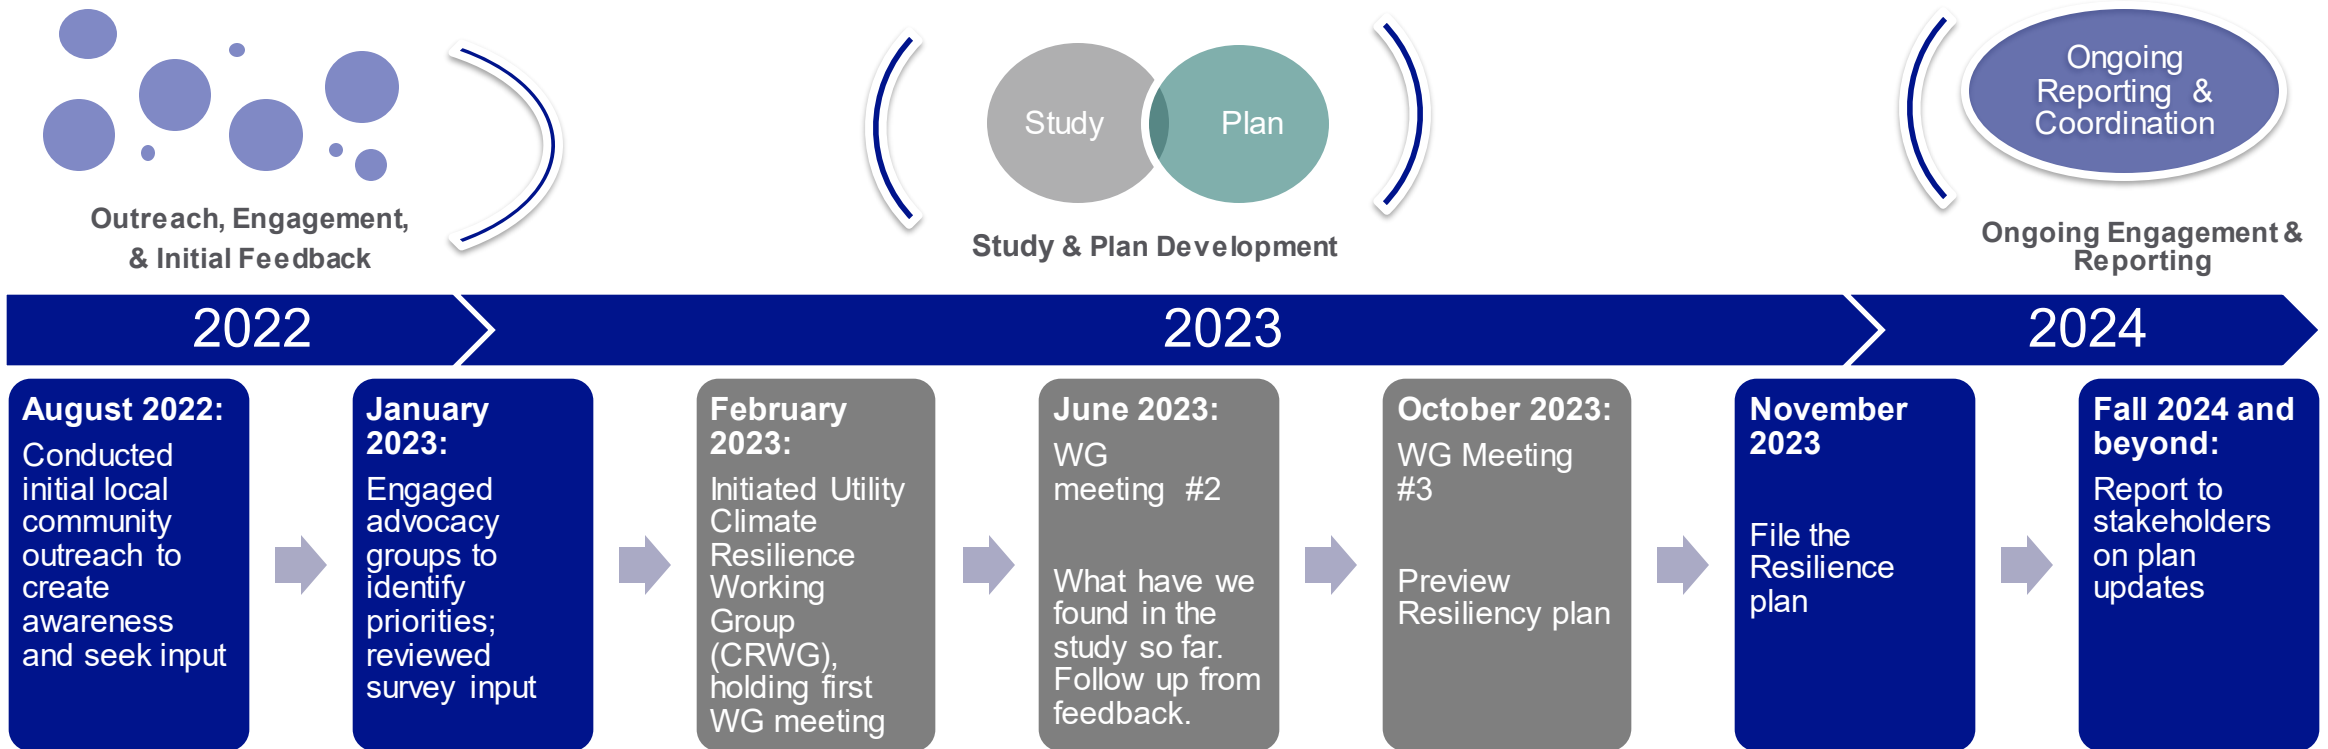 Study
Plan
Ongoing
Reporting &
Coordination
Outreach, Engagement,
& Initial Feedback
Study & Plan Development
Ongoing Engagement &
Reporting
2022
2023
2024
August 2022:
Conducted
initial local
community
outreach to
create
awareness
and seek input
January
2023:
Engaged
advocacy
groups to
identify
priorities;
reviewed
survey input
February
2023:
Initiated Utility
Climate
Resilience
Working
Group
(CRWG),
holding first
WG meeting
June 2023:
WG
meeting #2
What have we
found in the
study so far.
Follow up from
feedback.
October 2023:
WG Meeting
#3
Preview
Resiliency plan
November
2023
File the
Resilience
plan
Fall 2024 and
beyond:
Report to
stakeholders
on plan
updates